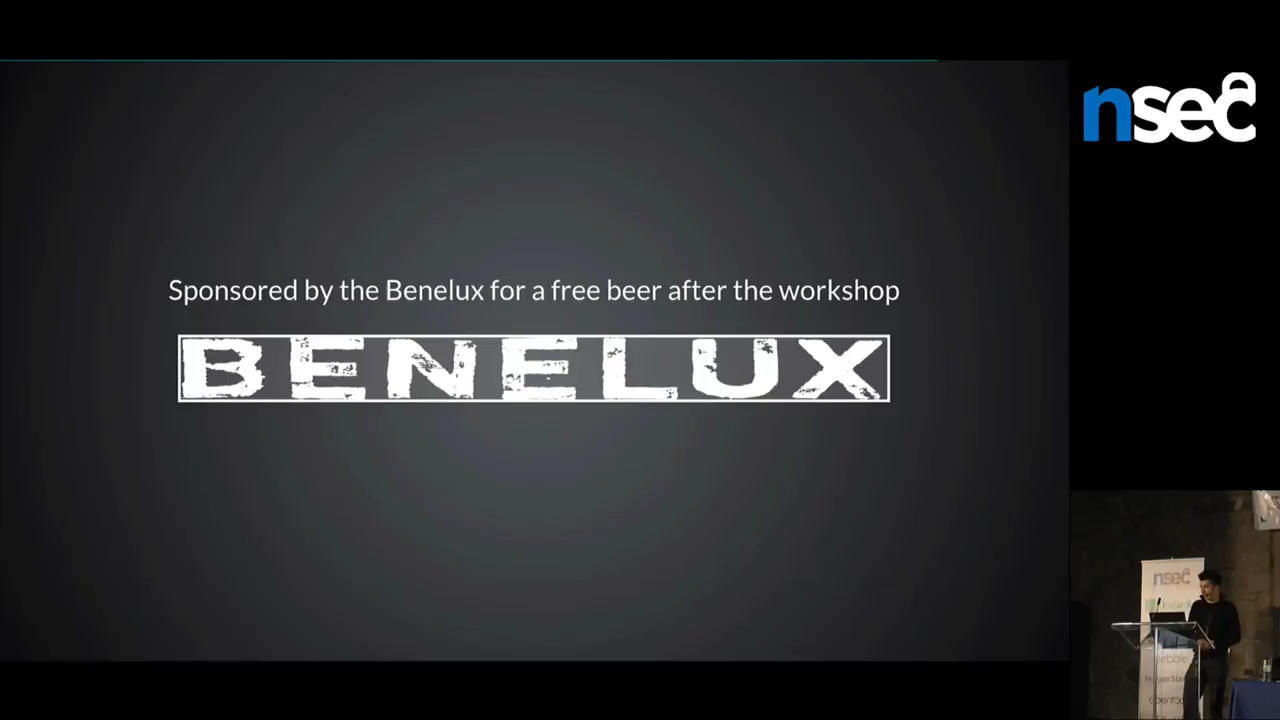 nsec
Sponsored by the Benelux for a free beer after the workshop
BENELUX
nsec